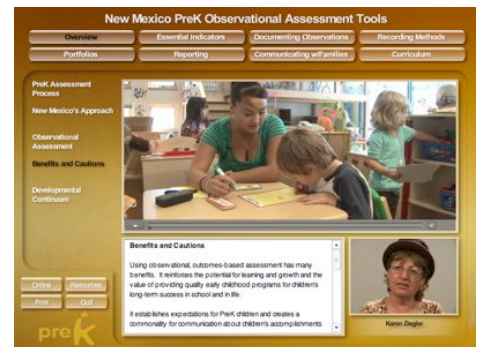 New Mexico PreK Observational Assessment Tools
Overview
Essential Indicators
Documenting Observations
Recording Methods
Portfolios
Reporting
Communicating w/Families
Curriculum
PreK Assessment
Process
New Mexico's Approach
Observational
Assessment
Benefits and Cautions
Developmental
Continuum
Benefits and Cautions
Using observational, outcomes-based assessment has many
benefits. It reinforces the potential for learning and growth and the
value of providing quality early childhood programs for children's
long-term success in school and in life.
It establishes expectations for PreK children and creates a
commonality for communication about children's accomplishments
Karen Ziegler
Online
Resources
Print
Quit
preK